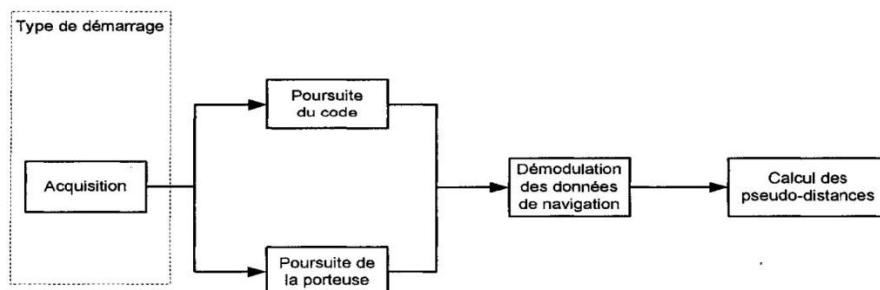 Type de démarrage
Acquisition
Poursuite
du code
Poursuite de
la porteuse
Démodulation
des données
de navigation
Calcul des
pseudo-distances